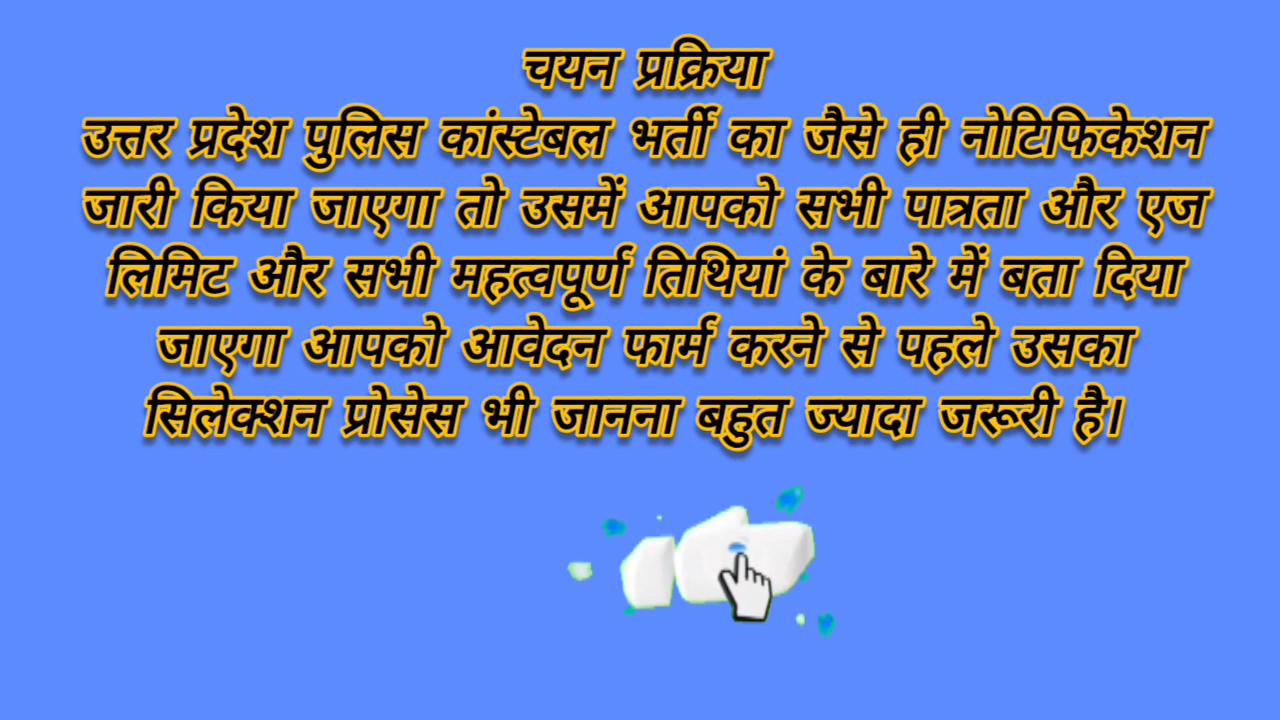 चयन प्रक्रिया
उत्तर प्रदेश पुलिस कांस्टेबल भर्ती का जैसे ही नोटिफिकेशन
जारी किया जाएगा तो उसमें आपको सभी पात्रता और एज
लिमिट और सभी महत्वपूर्ण तिथियां के बारे में बता दिया
जाएगा आपको आवेदन फार्म करने से पहले उसका
सिलेक्शन प्रोसेस भी जानना बहुत ज्यादा जरूरी है।